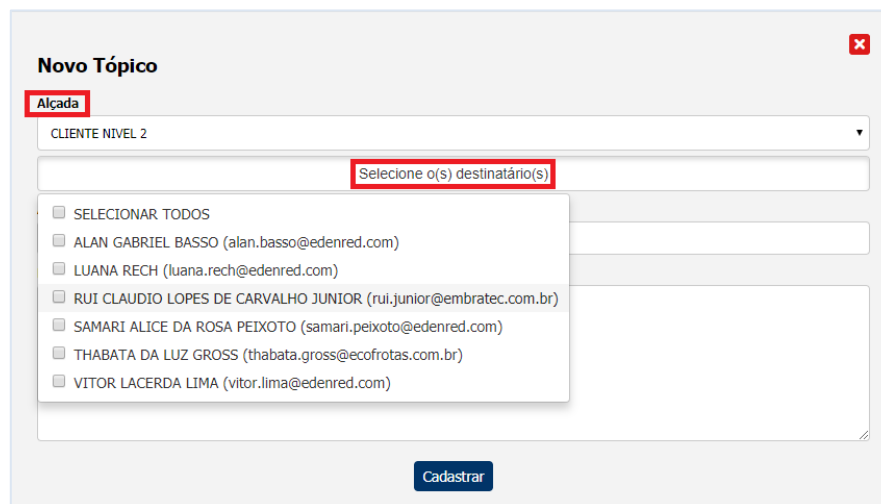 Novo Tópico
Alçada
CLIENTE NIVEL 2
Selecione o(s) destinatário(s)
SELECIONAR TODOS
ALAN GABRIEL BASSO (alan.basso@edenred.com)
LUANA RECH (luana.rech@edenred.com)
RUI CLAUDIO LOPES DE CARVALHO JUNIOR (rui.junior@embratec.com.br)
SAMARI ALICE DA ROSA PEIXOTO (samari.peixoto@edenred.com)
THABATA DA LUZ GROSS (thabata.gross@ecofrotas.com.br)
VITOR LACERDA LIMA (vitor.lima@edenred.com)
Cadastrar